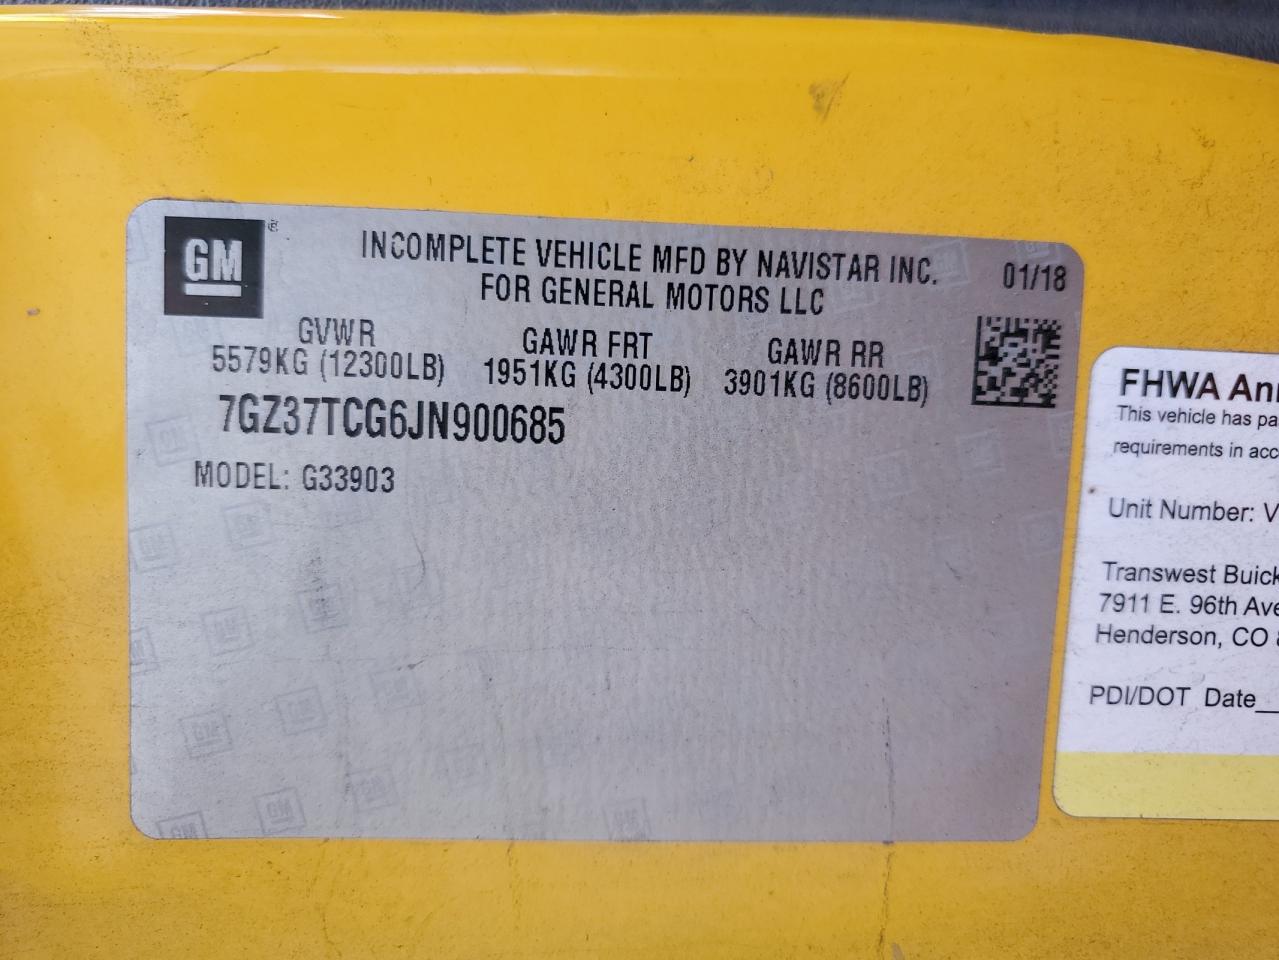 GM
INCOMPLETE VEHICLE MFD BY NAVISTAR INC. 01/18
FOR GENERAL MOTORS LLC
GVWR GAWR FRT GAWR RR
5579KG (12300LB) 1951KG (4300LB) 3901KG (8600LB)
7GZ37TCG6JN900685
MODEL: G33903
FHWA Ann
This vehicle has pa
requirements in acc
Unit Number: V
Transwest Buick
7911 E. 96th Ave
Henderson, CO
PDI/DOT Date__